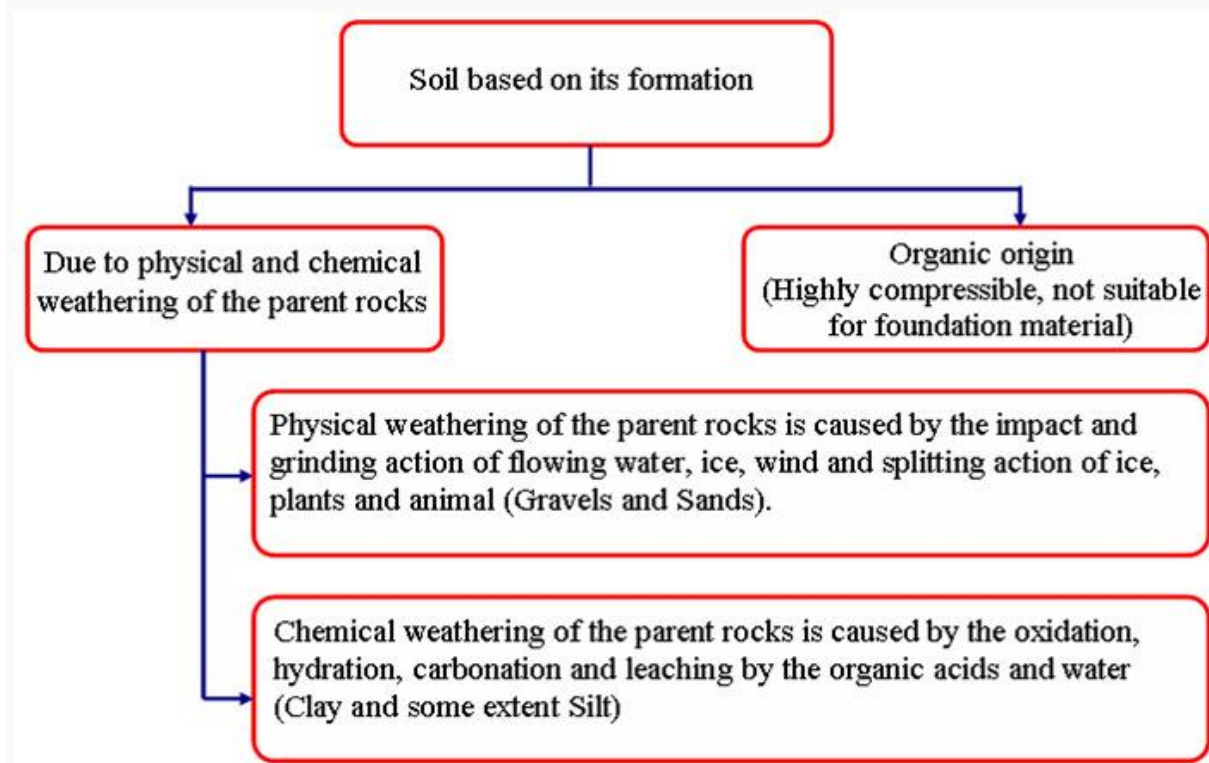 Soil based on its formation
Due to physical and chemical
weathering of the parent rocks
Organic origin
(Highly compressible, not suitable
for foundation material)
Physical weathering of the parent rocks is caused by the impact and
grinding action of flowing water, ice, wind and splitting action of ice,
plants and animal (Gravels and Sands).
Chemical weathering of the parent rocks is caused by the oxidation,
hydration, carbonation and leaching by the organic acids and water
(Clay and some extent Silt)